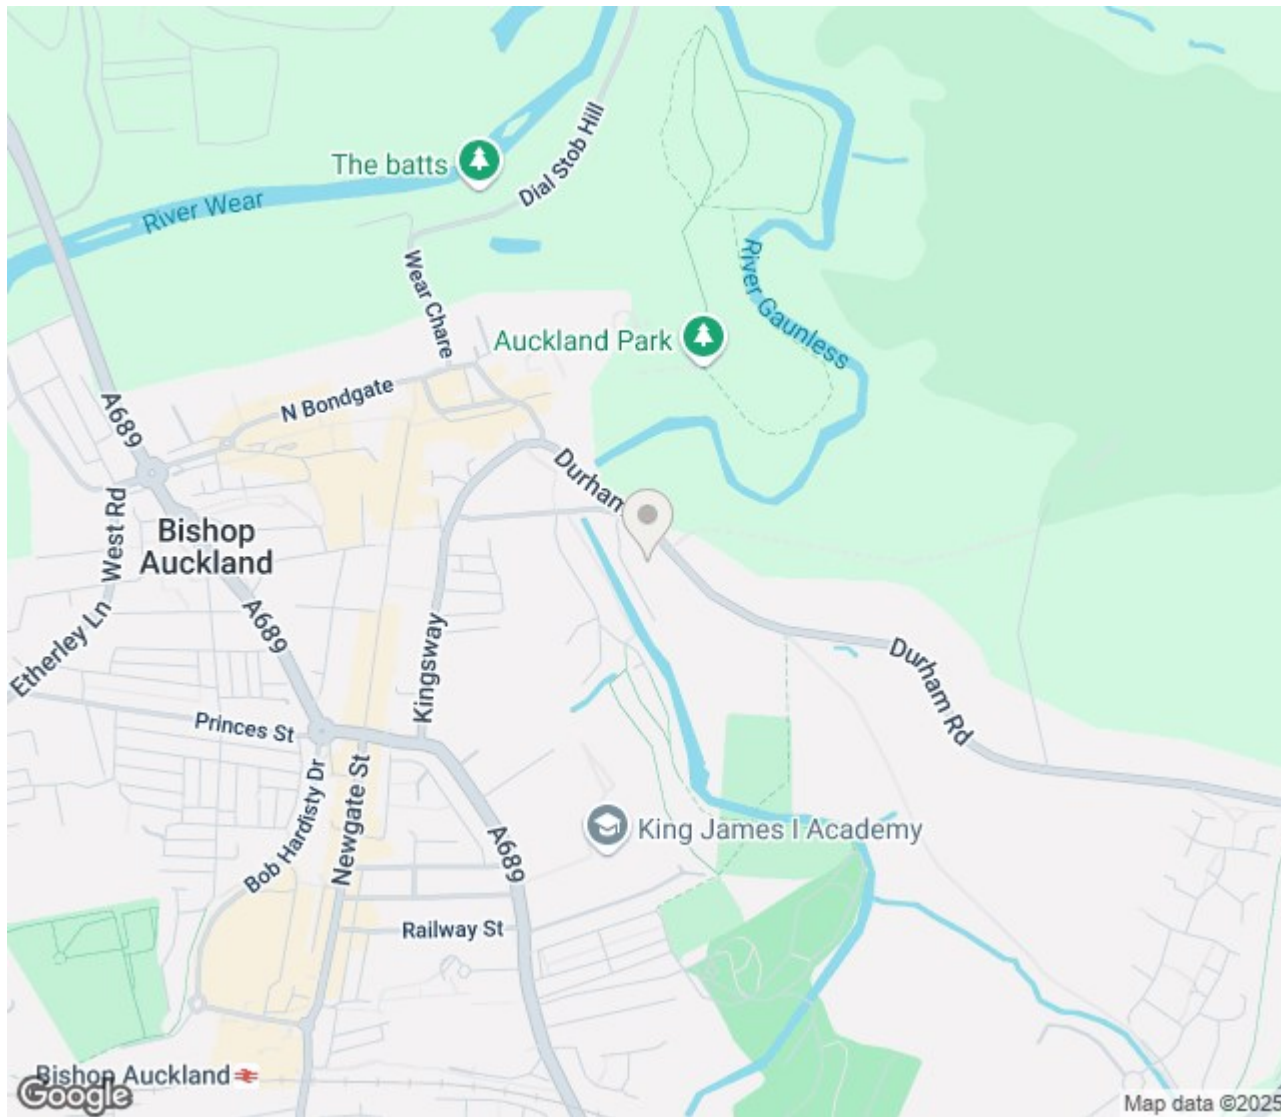 The batts
Dial Stob Hill
River Wear
Wear Chare
River Gaunless
Auckland Park
A689
N Bondgate
Durham
West Rd
Bishop
Auckland
Etherley Ln
A689
Kingsway
Durham Rd
Princes St
Bob Hardisty Dr
Newgate St
King James I Academy
A689
Railway St
Bishop Auckland
Google
Map data ©2025